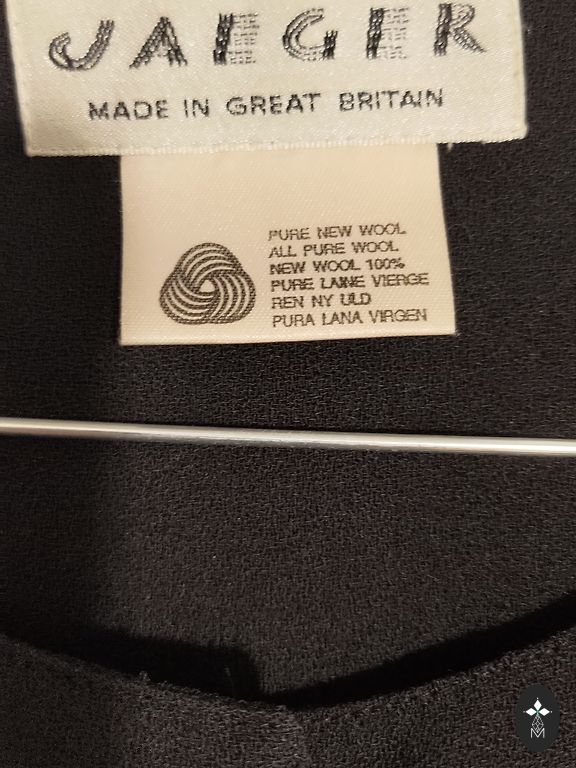 JAEGER
MADE IN GREAT BRITAIN
PURE NEW WOOL
ALL PURE WOOL
NEW WOOL 100%
PURE LAINE VIERGE
REN NY ULD
PURA LANA VIRGEN
M